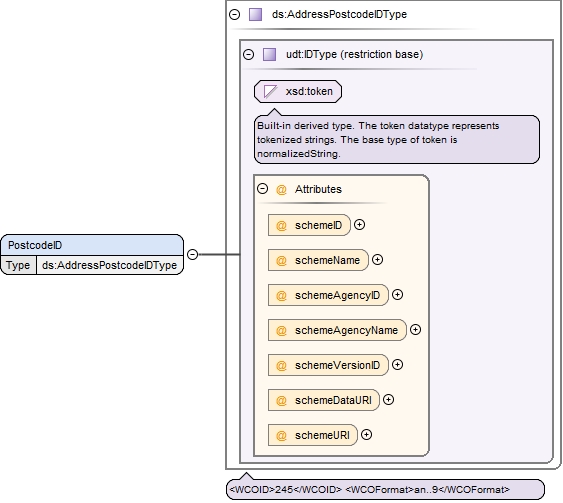 ds:AddressPostcodeIDType
udt:IDType (restriction base)
xsd:token
Built-in derived type. The token datatype represents
tokenized strings. The base type of token is
normalizedString.
@ Attributes
@ schemeID
@ schemeName
@ schemeAgencyID
@ schemeAgencyName
@ schemeVersionID
@ schemeDataURI
@ schemeURI
PostcodeID
Type ds:AddressPostcodeIDType
<WCOID>245</WCOID> <WCOFormat>an..9</WCOFormat>